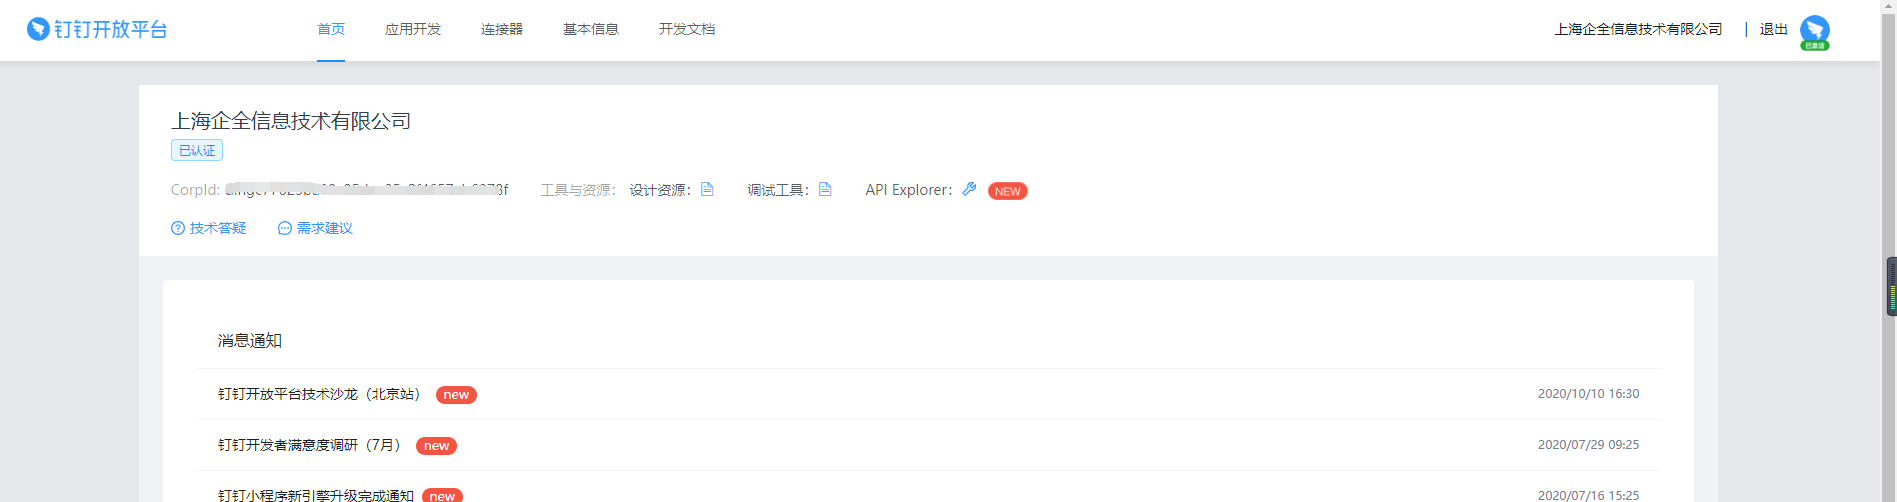 钉钉开放平台 首页 应用开发 连接器 基本信息 开发文档 上海企全信息技术有限公司 | 退出
已激活
上海企全信息技术有限公司
已认证
CorpId: 工具与资源： 设计资源： 调试工具： API Explorer： NEW
技术答疑 需求建议
消息通知
钉钉开放平台技术沙龙（北京站） new 2020/10/10 16:30
钉钉开发者满意度调研（7月） new 2020/07/29 09:25
钉钉小程序新引擎升级完成通知 new 2020/07/16 15:25